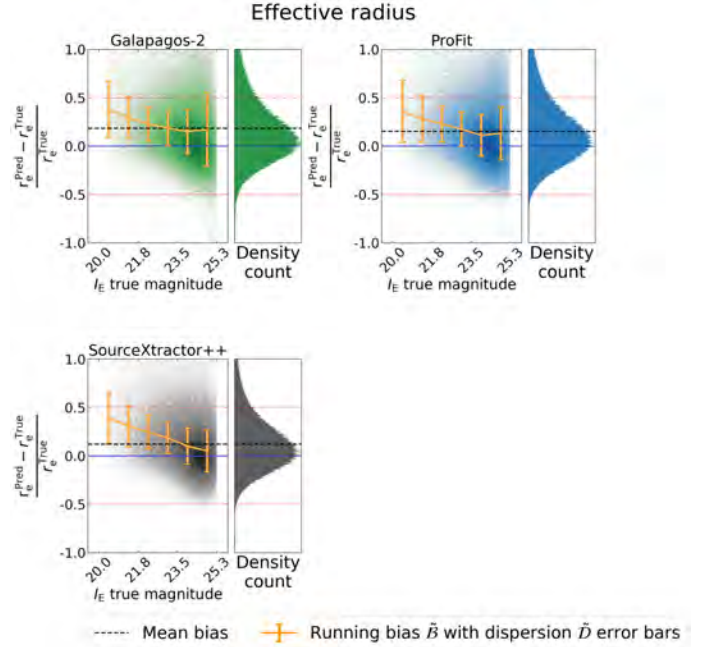 Effective radius
Galapagos-2
ProFit
1.0
0.5
0.0
-0.5
-1.0
r_e^Pred − r_e^True
r_e^True
20.0
21.8
23.5
25.3
I_E true magnitude
Density
count
1.0
0.5
0.0
-0.5
-1.0
r_e^Pred − r_e^True
r_e^True
20.0
21.8
23.5
25.3
I_E true magnitude
Density
count
SourceXtractor++
1.0
0.5
0.0
-0.5
-1.0
r_e^Pred − r_e^True
r_e^True
20.0
21.8
23.5
25.3
I_E true magnitude
Density
count
Mean bias
Running bias B̃ with dispersion D̃ error bars